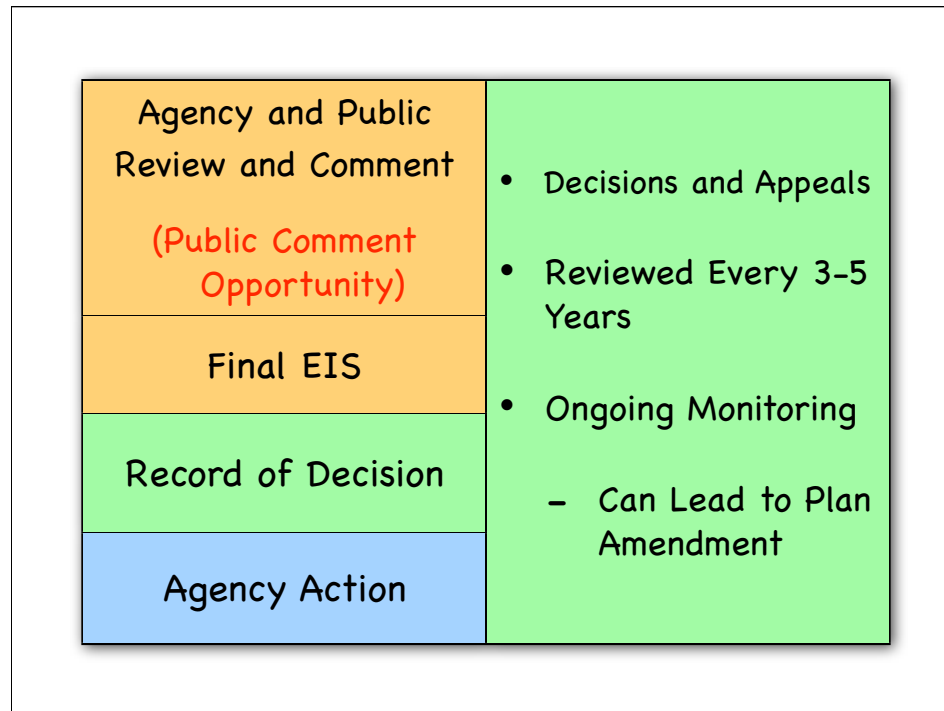 Agency and Public
Review and Comment
(Public Comment
Opportunity)
Final EIS
Record of Decision
Agency Action
• Decisions and Appeals
• Reviewed Every 3-5
Years
• Ongoing Monitoring
- Can Lead to Plan
Amendment